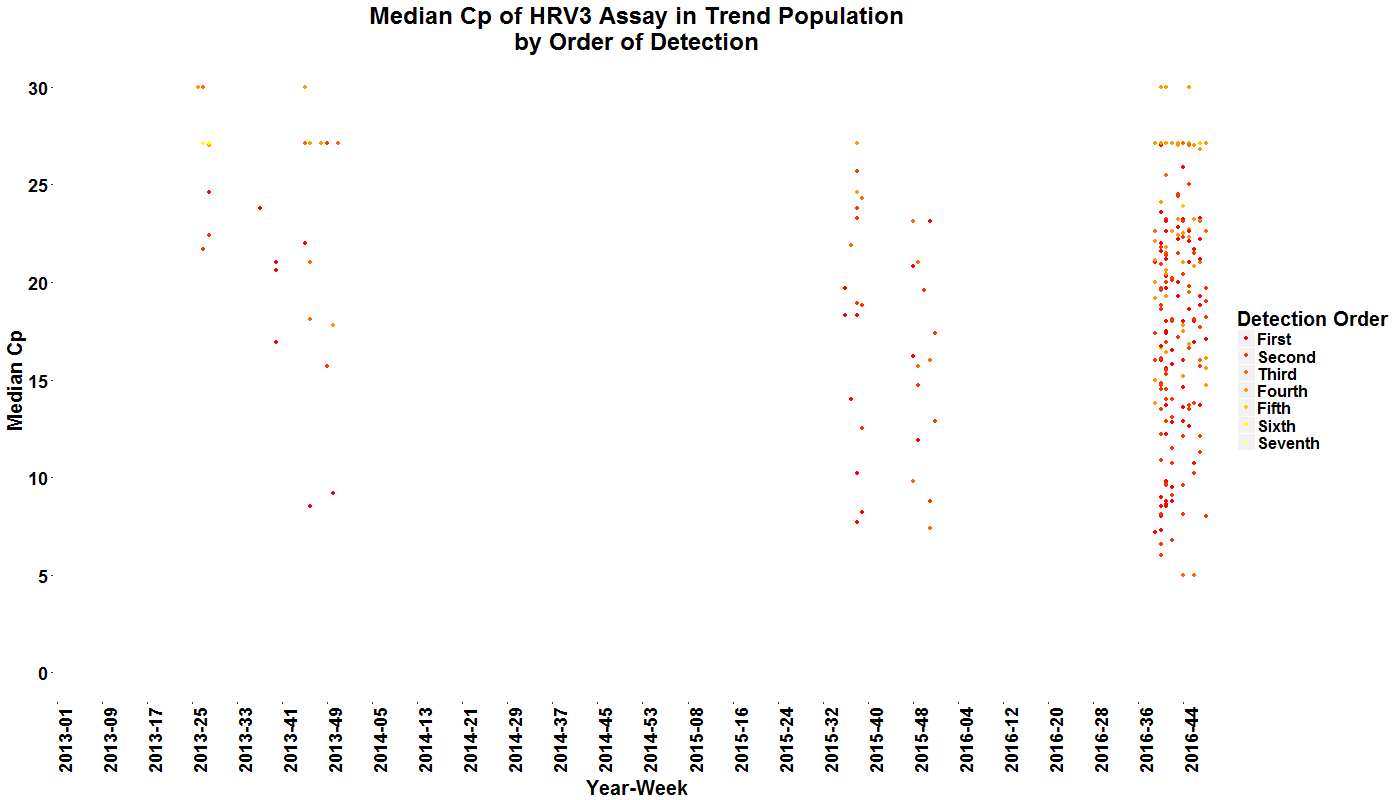 Median Cp of HRV3 Assay in Trend Population
by Order of Detection
Median Cp
30
25
20
15
10
5
0
2013-01
2013-09
2013-17
2013-25
2013-33
2013-41
2013-49
2014-05
2014-13
2014-21
2014-29
2014-37
2014-45
2014-53
2015-08
2015-16
2015-24
2015-32
2015-40
2015-48
2016-04
2016-12
2016-20
2016-28
2016-36
2016-44
Year-Week
Detection Order
First
Second
Third
Fourth
Fifth
Sixth
Seventh